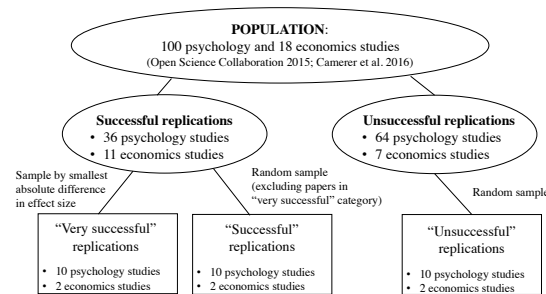 POPULATION:
100 psychology and 18 economics studies
(Open Science Collaboration 2015; Camerer et al. 2016)
Successful replications
• 36 psychology studies
• 11 economics studies
Unsuccessful replications
• 64 psychology studies
• 7 economics studies
Sample by smallest
absolute difference
in effect size
Random sample
(excluding papers in
“very successful” category)
Random sample
“Very successful”
replications
• 10 psychology studies
• 2 economics studies
“Successful”
replications
• 10 psychology studies
• 2 economics studies
“Unsuccessful”
replications
• 10 psychology studies
• 2 economics studies